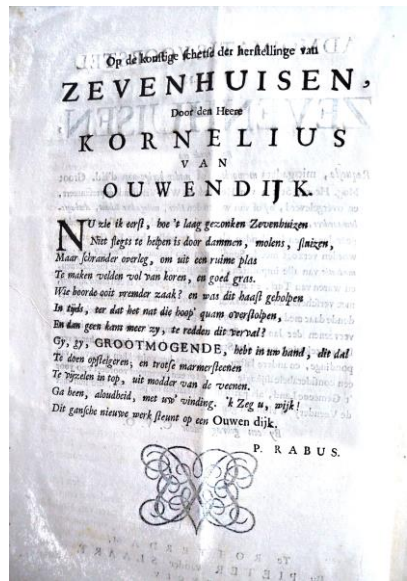 Op de konstige schetse der herstellinge van
ZEVENHUISEN,
Door den Heere
KORNELIUS
VAN
OUWENDIJK.
NU zie ik eerst, hoe 't laag gezonken Zevenhuizen
Niet slegts te helpen is door dammen, molens, sluizen,
Maar schrander overleg, om uit een ruime plas
Te maken velden vol van koren, en goed gras.
Wie hoorde ooit vremder zaak? en was dit haast geholpen
In tijds, eer dat het nat die hoop' quam overstolpen,
En dan geen kans meer zy, te redden dit verval?
Gy, gy, GROOTMOGENDE, hebt in uw hand, dit dal
Te doen opsteigeren, en trotse marmersteenen
Te vijzelen in top, uit modder van de veenen.
Ga heen, aloudheid, met uw' vinding. 'k Zeg u, wijk!
Dit gansche nieuwe werk steunt op een Ouwen dijk.
P. RABUS.